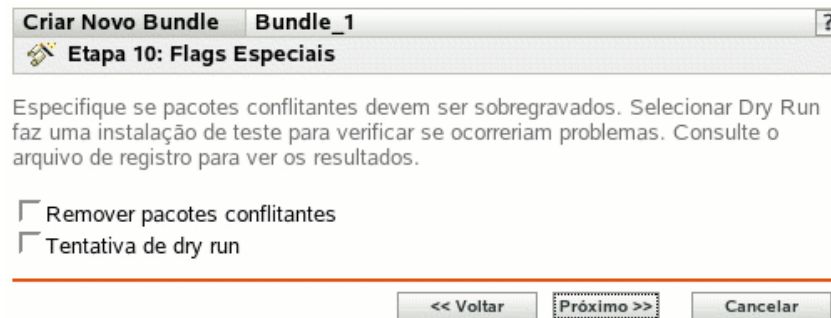 Criar Novo Bundle Bundle_1 ?
Etapa 10: Flags Especiais
Especifique se pacotes conflitantes devem ser sobregravados. Selecionar Dry Run
faz uma instalação de teste para verificar se ocorreriam problemas. Consulte o
arquivo de registro para ver os resultados.
Remover pacotes conflitantes
Tentativa de dry run
<< Voltar Próximo >> Cancelar